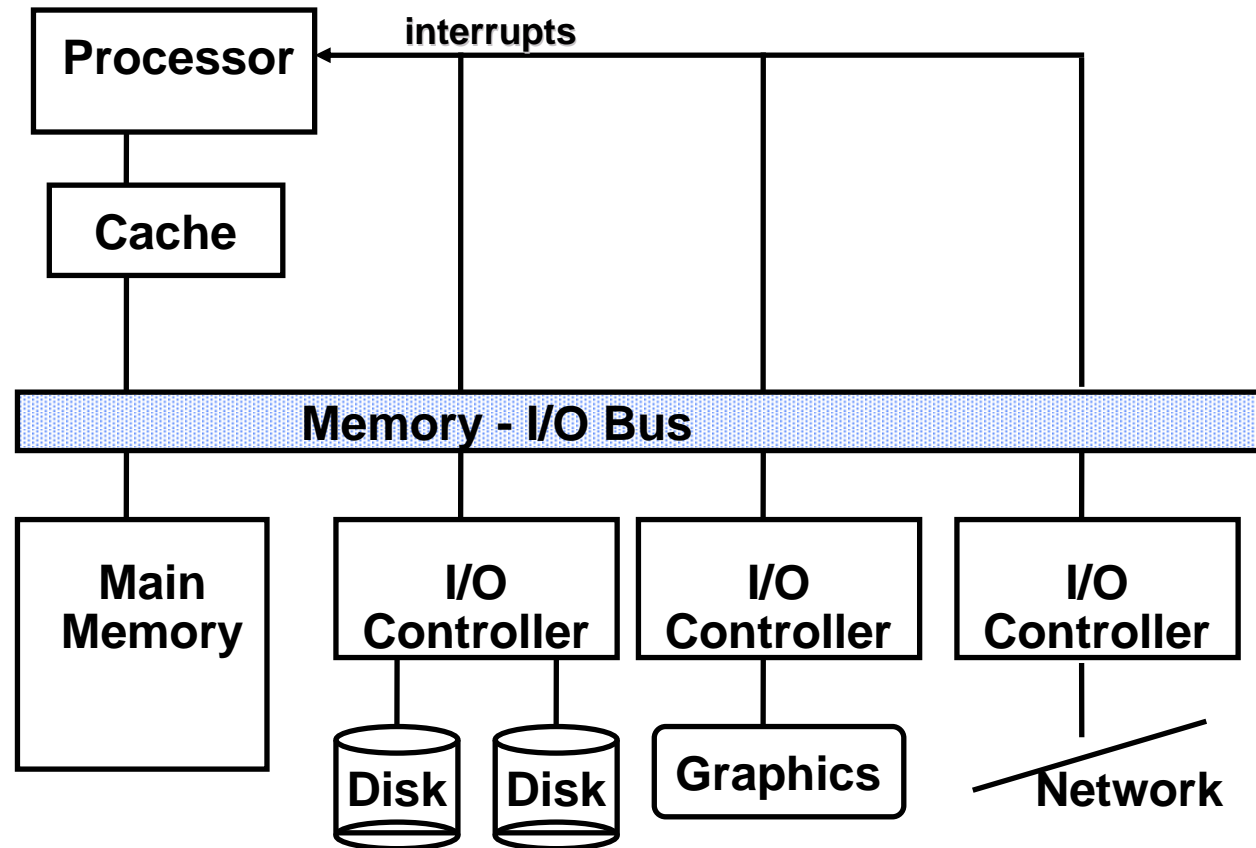 interrupts
Processor
Cache
Memory - I/O Bus
Main
Memory
I/O
Controller
I/O
Controller
I/O
Controller
Disk
Disk
Graphics
Network